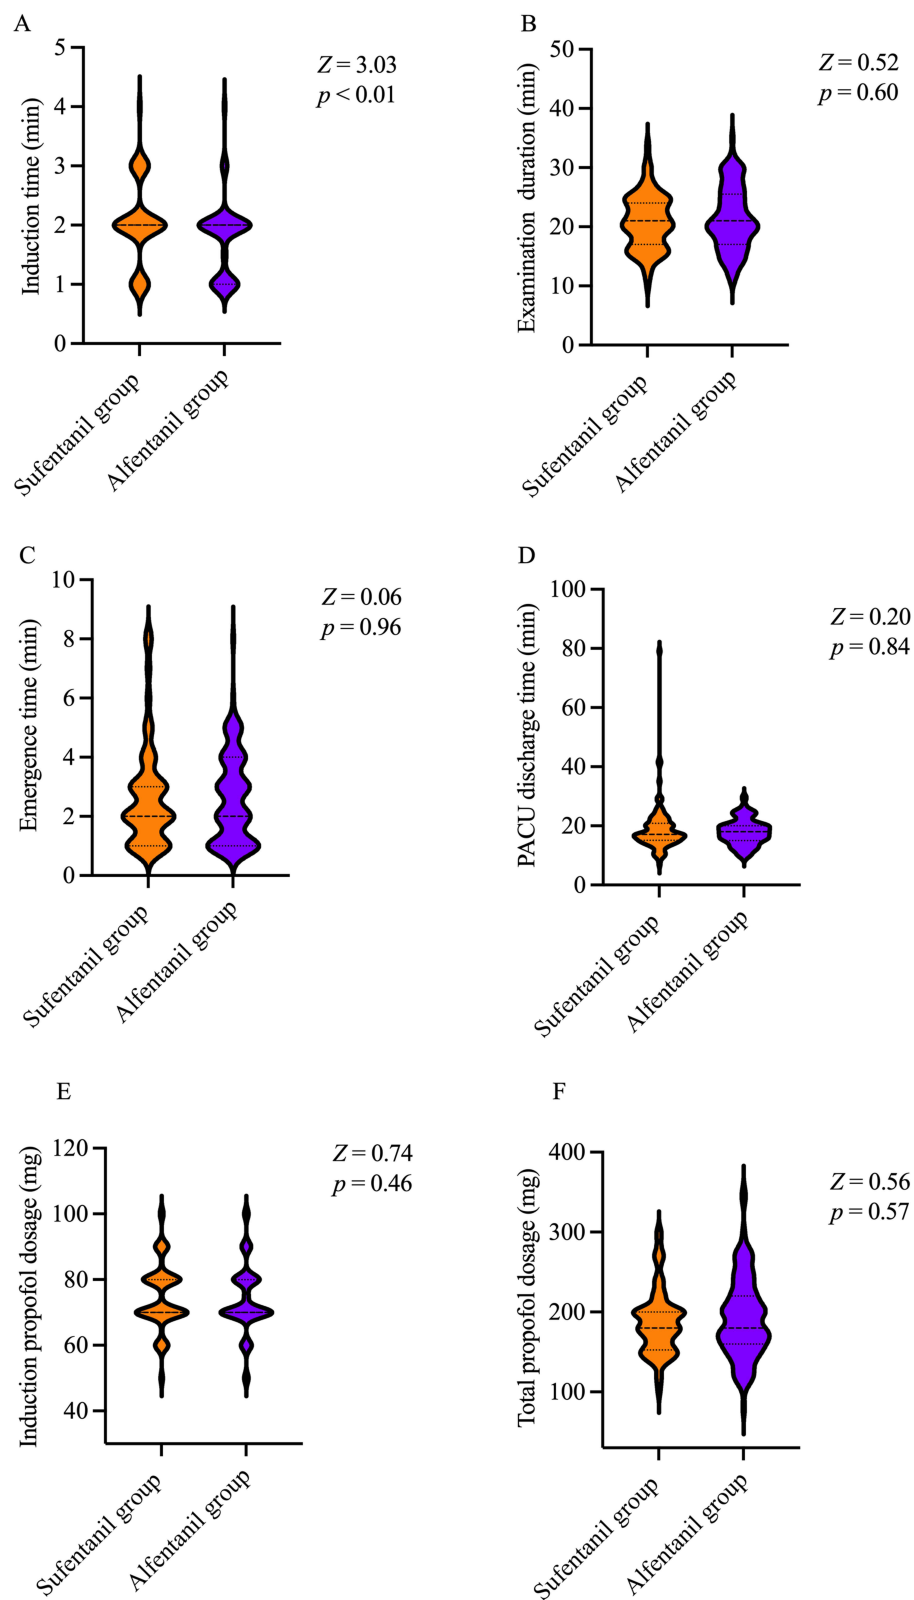 A
Z = 3.03
p < 0.01
Induction time (min)
5
4
3
2
1
0
Sufentanil group
Alfentanil group
B
Z = 0.52
p = 0.60
Examination duration (min)
50
40
30
20
10
0
Sufentanil group
Alfentanil group
C
Z = 0.06
p = 0.96
Emergence time (min)
10
8
6
4
2
0
Sufentanil group
Alfentanil group
D
Z = 0.20
p = 0.84
PACU discharge time (min)
100
80
60
40
20
0
Sufentanil group
Alfentanil group
E
Z = 0.74
p = 0.46
Induction propofol dosage (mg)
120
100
80
60
40
Sufentanil group
Alfentanil group
F
Z = 0.56
p = 0.57
Total propofol dosage (mg)
400
300
200
100
Sufentanil group
Alfentanil group